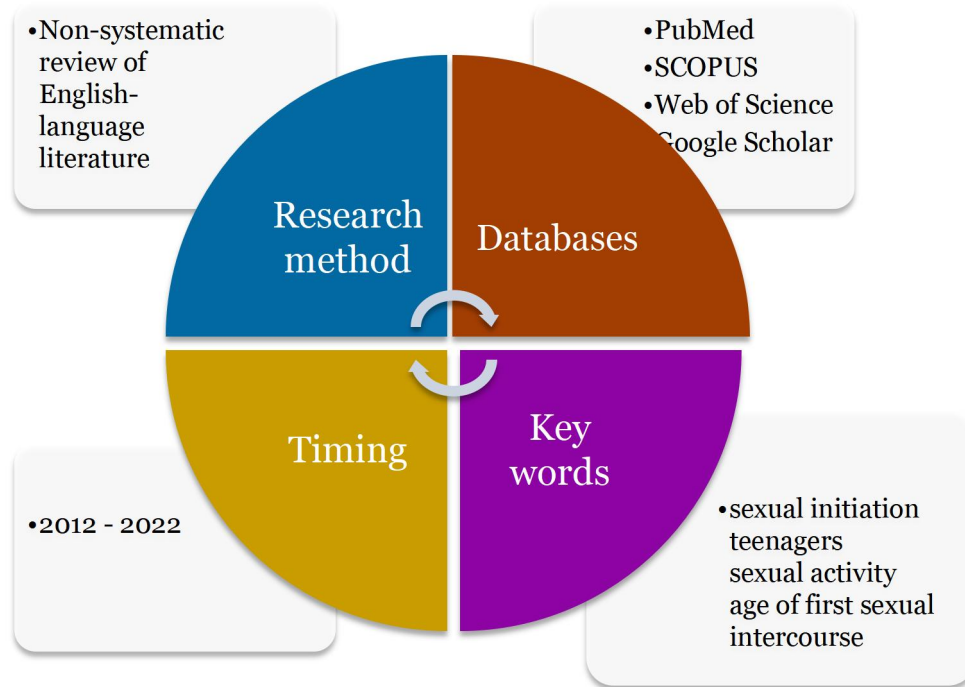 •Non-systematic
review of
English-
language
literature
•PubMed
•SCOPUS
•Web of Science
Google Scholar
Research
method
Databases
Timing
Key
words
•2012 - 2022
•sexual initiation
teenagers
sexual activity
age of first sexual
intercourse